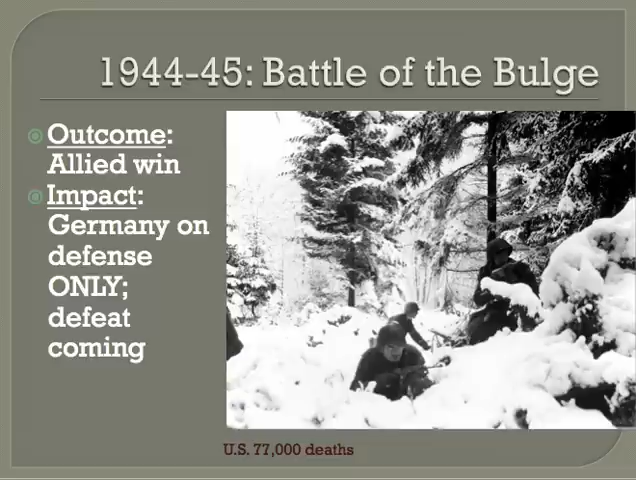 1944-45: Battle of the Bulge
Outcome:
Allied win
Impact:
Germany on
defense
ONLY;
defeat
coming
U.S. 77,000 deaths